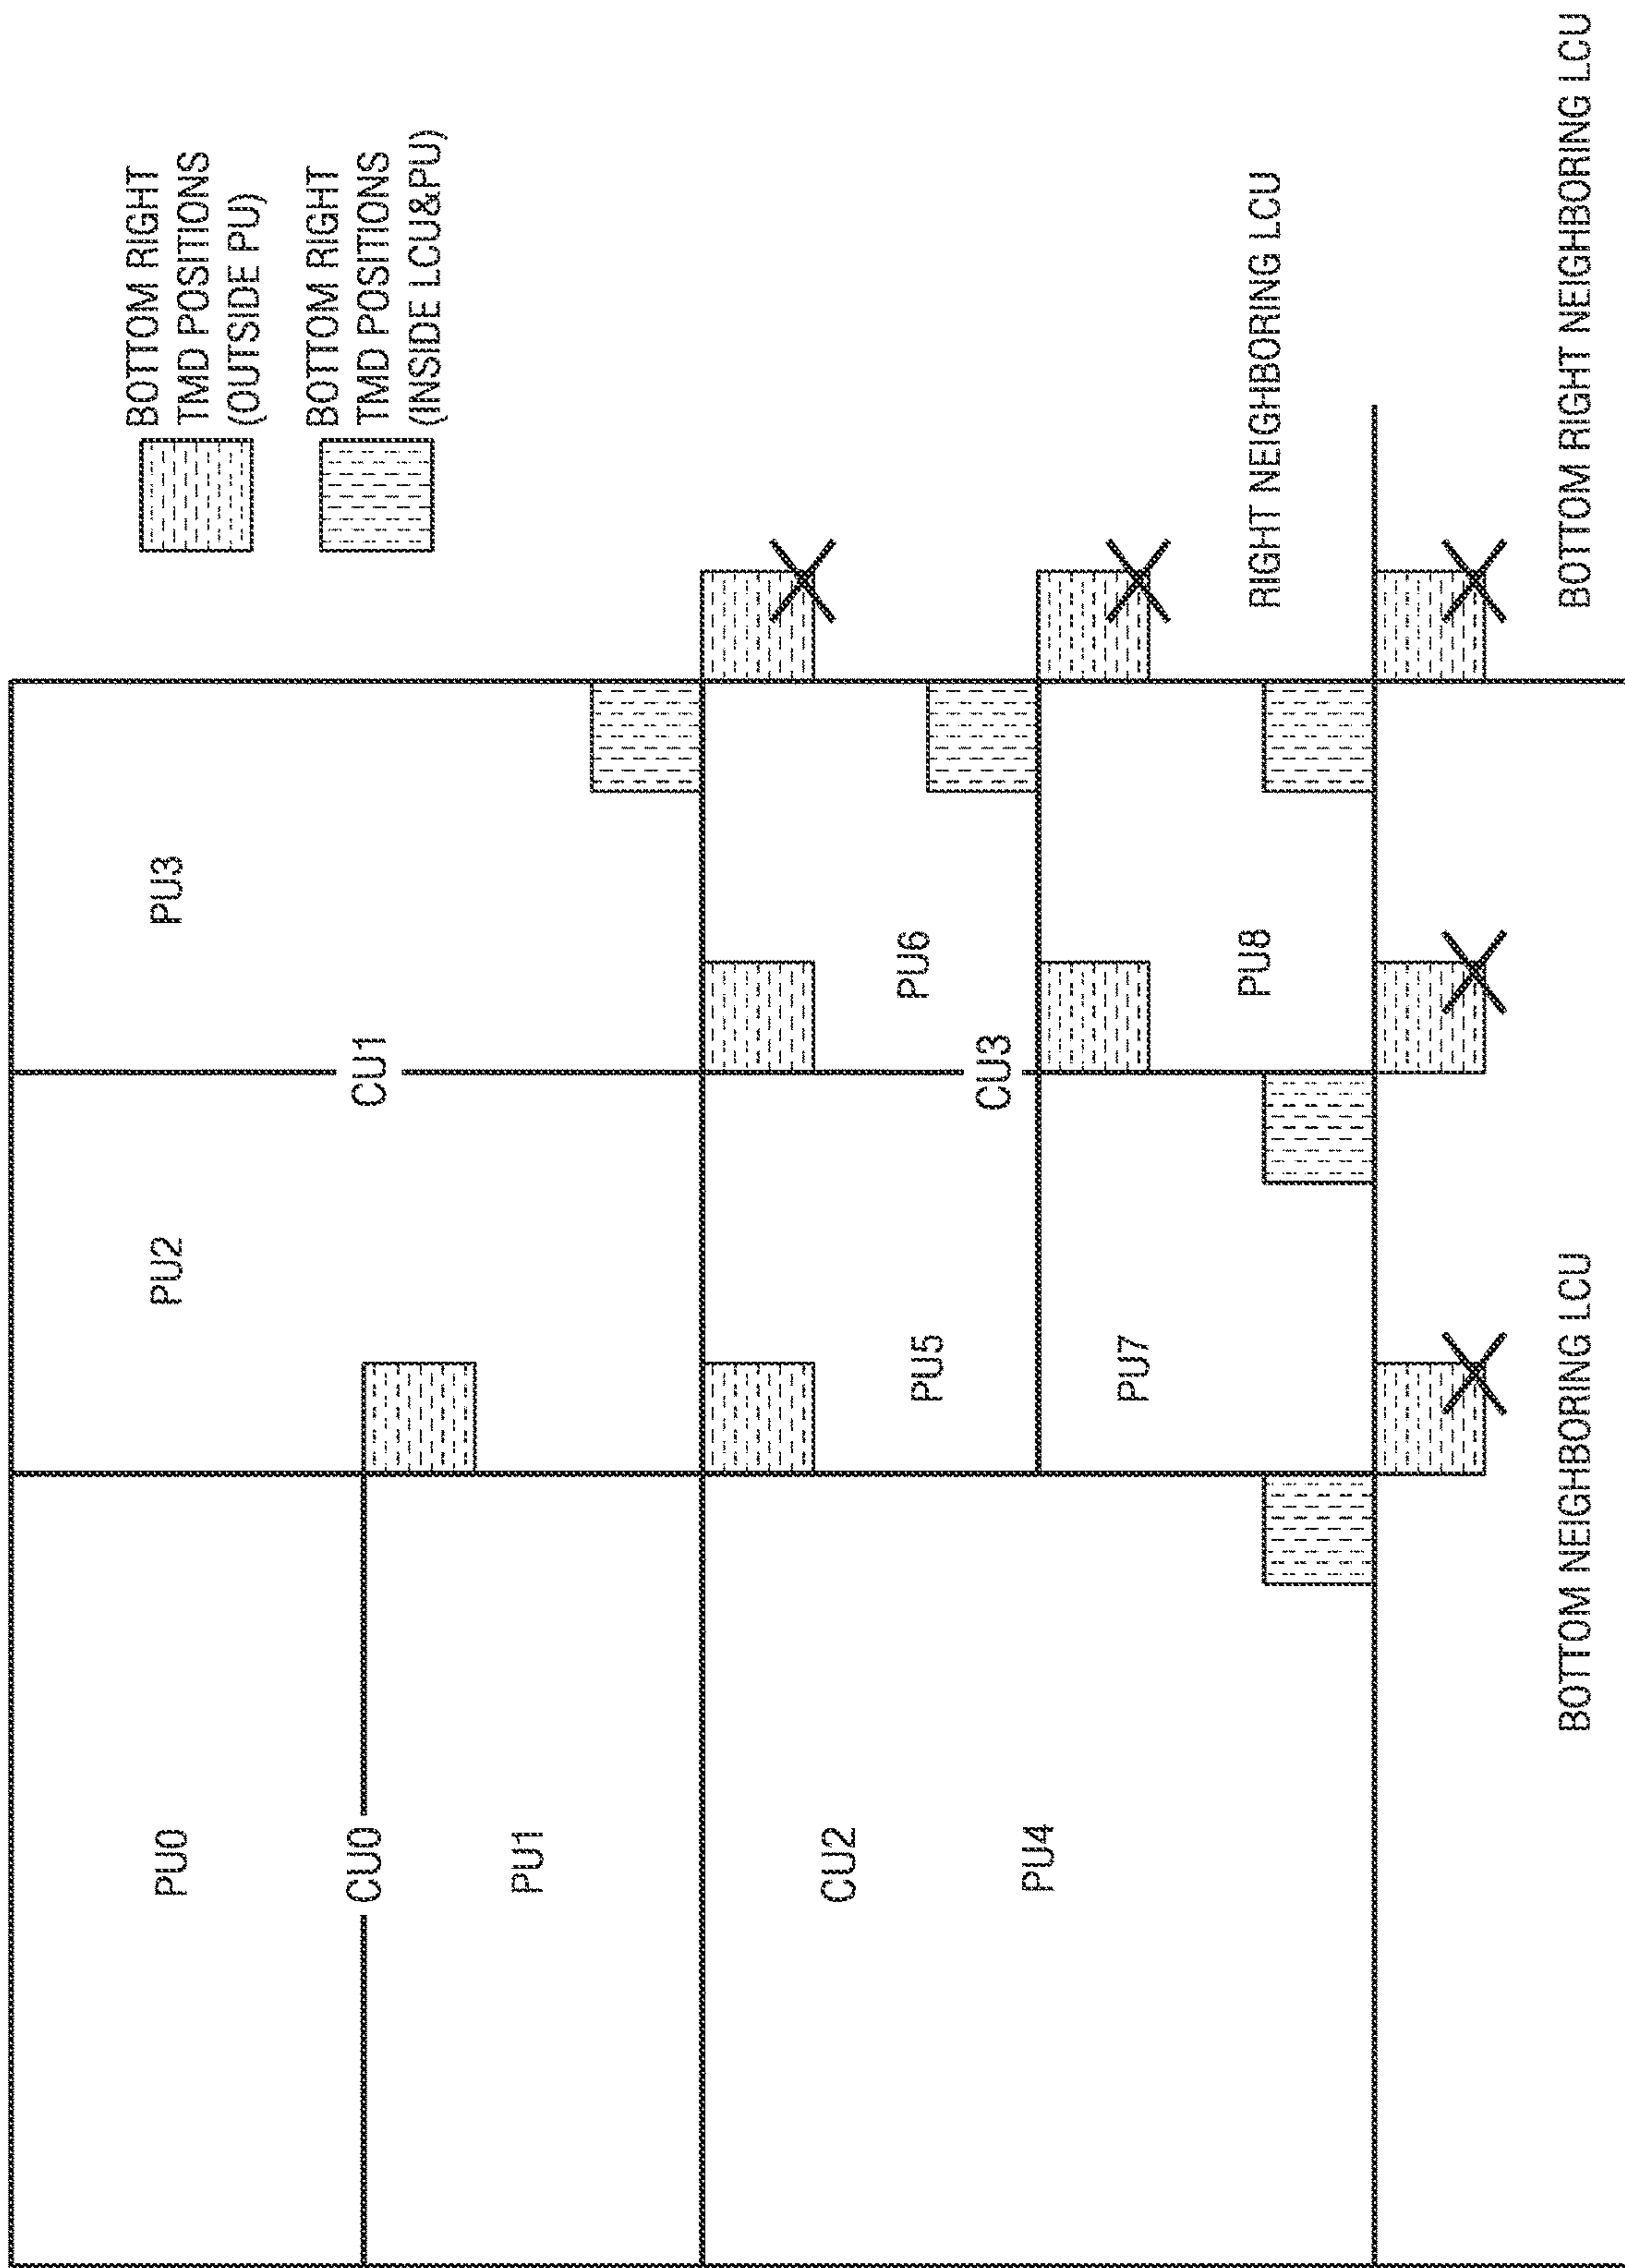 PU0
PU2
PU3
CU0
CU1
PU1
CU2
PU4
PU5
PU6
CU3
PU7
PU8
BOTTOM RIGHT
TMD POSITIONS
(OUTSIDE PU)
BOTTOM RIGHT
TMD POSITIONS
(INSIDE LCU&PU)
RIGHT NEIGHBORING LCU
BOTTOM NEIGHBORING LCU
BOTTOM RIGHT NEIGHBORING LCU